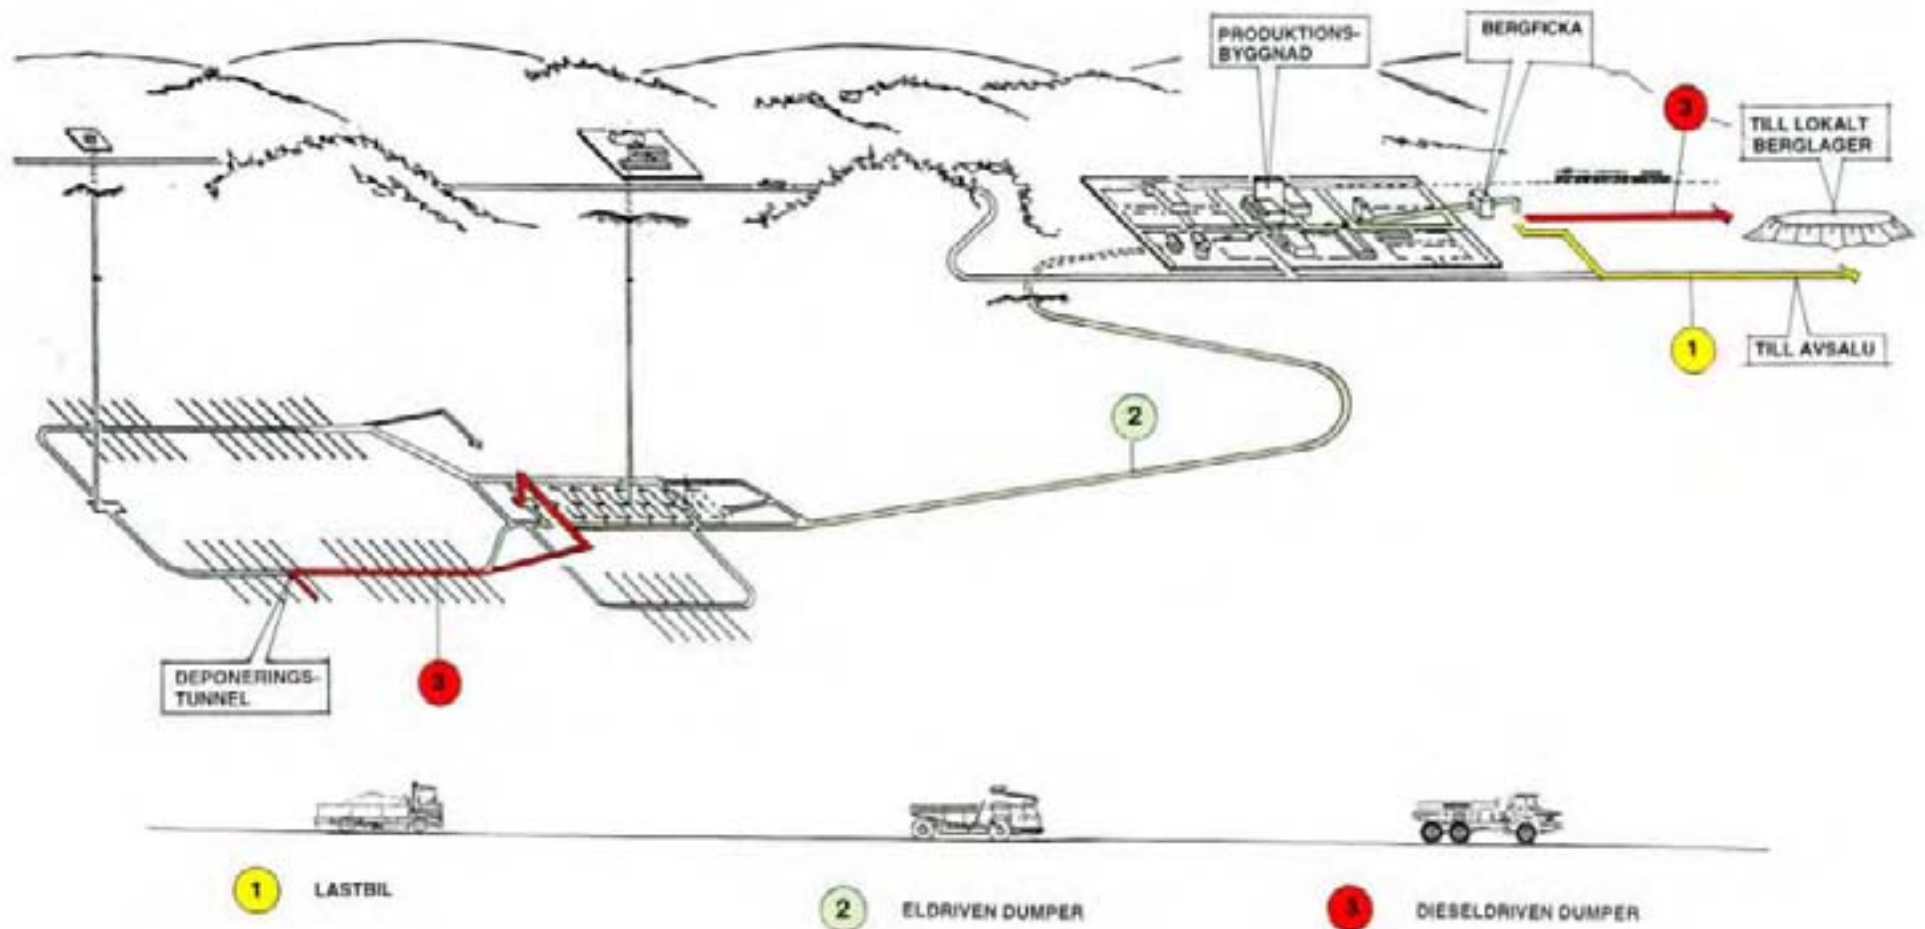 PRODUKTIONS-
BYGGNAD
BERGFICKA
3
TILL LOKALT
BERGLAGER
1
TILL AVSALU
2
DEPONERINGS-
TUNNEL
3
1 LASTBIL
2 ELDRIVEN DUMPER
3 DIESELDRIVEN DUMPER